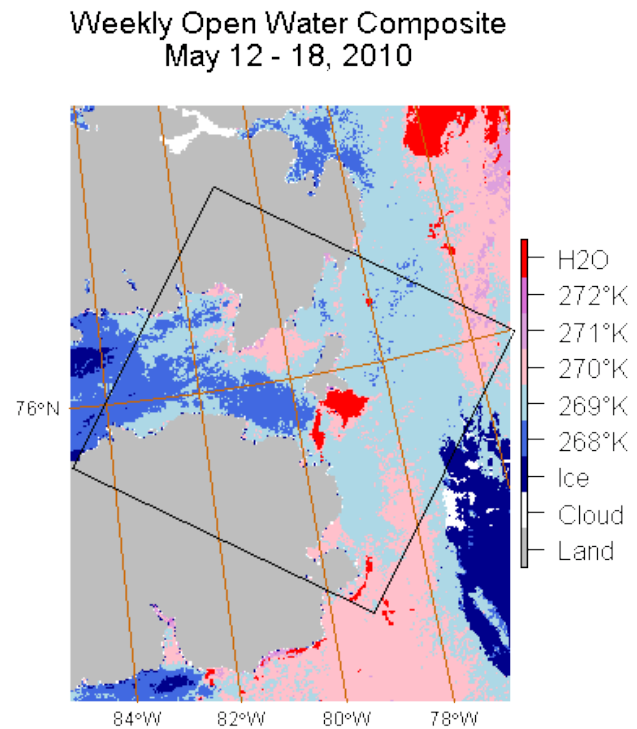 Weekly Open Water Composite
May 12 - 18, 2010
H2O
272°K
271°K
270°K
269°K
268°K
Ice
Cloud
Land
76°N
84°W
82°W
80°W
78°W